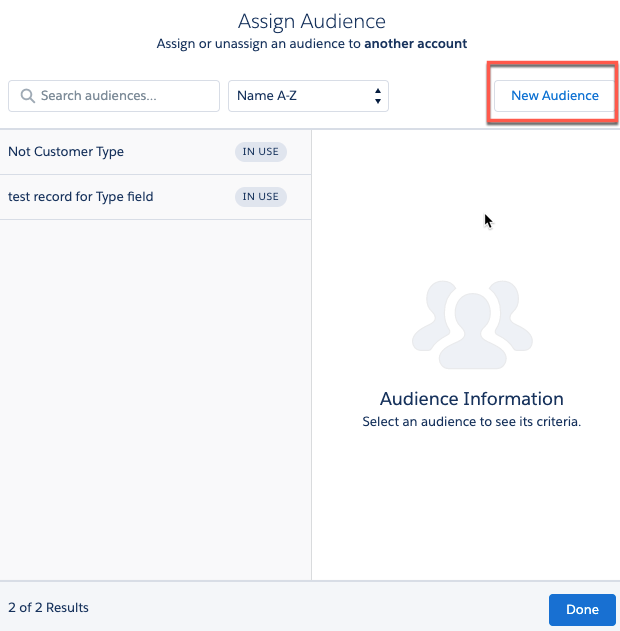 Assign Audience
Assign or unassign an audience to another account
Search audiences...
Name A-Z
New Audience
Not Customer Type
IN USE
test record for Type field
IN USE
Audience Information
Select an audience to see its criteria.
2 of 2 Results
Done